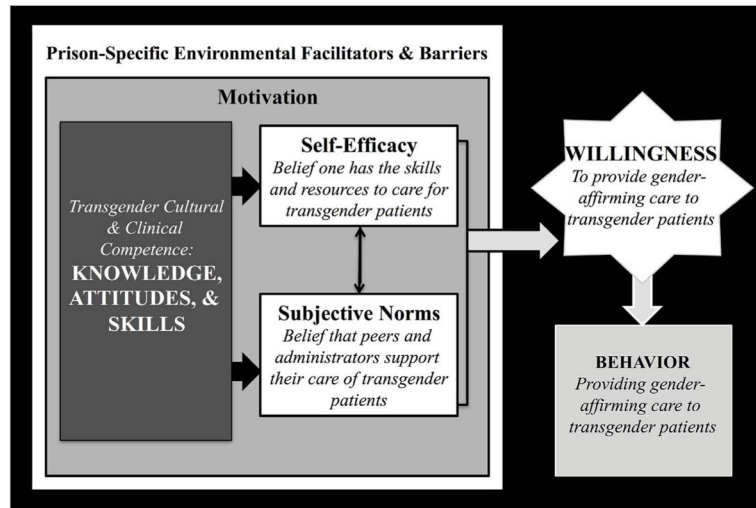 Prison-Specific Environmental Facilitators & Barriers
Motivation
Transgender Cultural
& Clinical
Competence:
KNOWLEDGE,
ATTITUDES, &
SKILLS
Self-Efficacy
Belief one has the skills
and resources to care for
transgender patients
Subjective Norms
Belief that peers and
administrators support
their care of transgender
patients
WILLINGNESS
To provide gender-
affirming care to
transgender patients
BEHAVIOR
Providing gender-
affirming care to
transgender patients